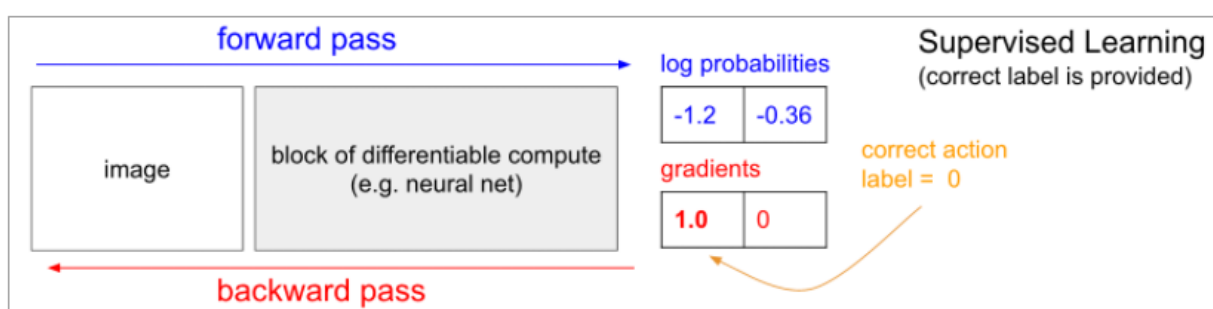 forward pass
Supervised Learning
(correct label is provided)
log probabilities
-1.2 -0.36
image
block of differentiable compute
(e.g. neural net)
gradients
1.0 0
correct action
label = 0
backward pass